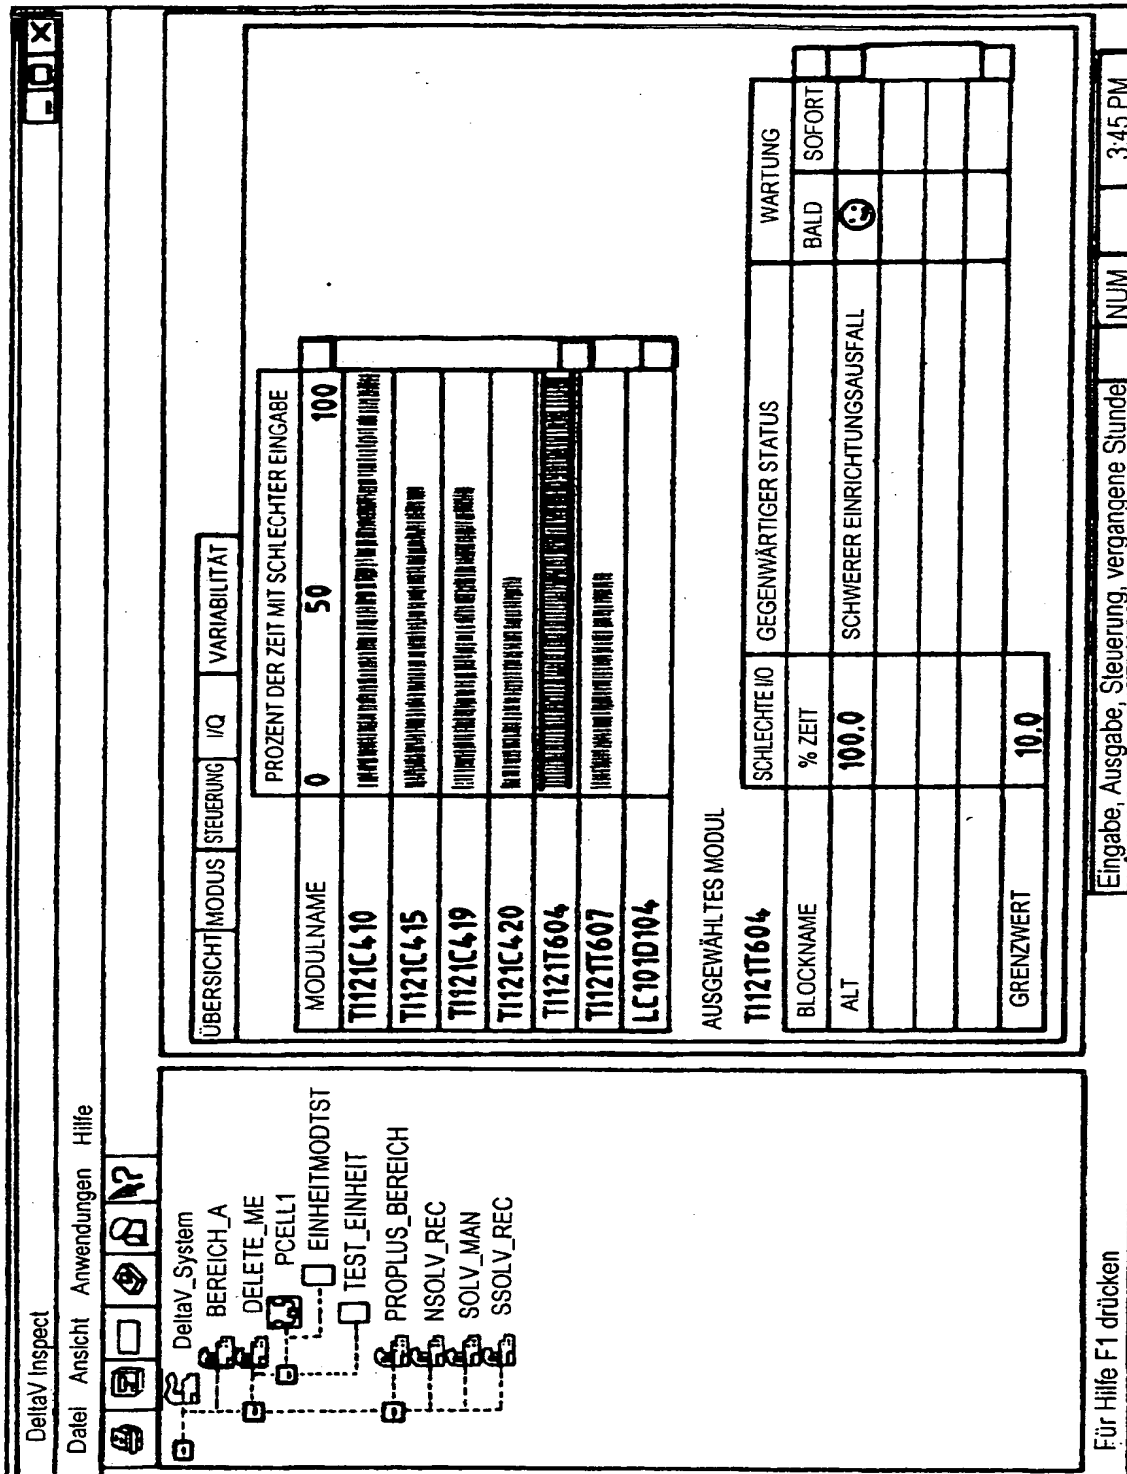 DeltaV Inspect
Datei Ansicht Anwendungen Hilfe
DeltaV_System
BEREICH_A
DELETE_ME
PCELL1
EINHEITMODTST
TEST_EINHEIT
PROPLUS_BEREICH
NSOLV_REC
SOLV_MAN
SSOLV_REC
ÜBERSICHT MODUS STEUERUNG I/Q VARIABILITÄT
PROZENT DER ZEIT MIT SCHLECHTER EINGABE
MODULNAME 0 50 100
TI121C410
TI121C415
TI121C419
TI121C420
TI121T604
TI121T607
LC101D104
AUSGEWÄHLTES MODUL
TI121T604
SCHLECHTE I/O GEGENWÄRTIGER STATUS WARTUNG
BLOCKNAME % ZEIT BALD SOFORT
ALT 100.0 SCHWERER EINRICHTUNGSAUSFALL
GRENZWERT 10.0
Für Hilfe F1 drücken Eingabe, Ausgabe, Steuerung, vergangene Stunde NUM 3:45 PM